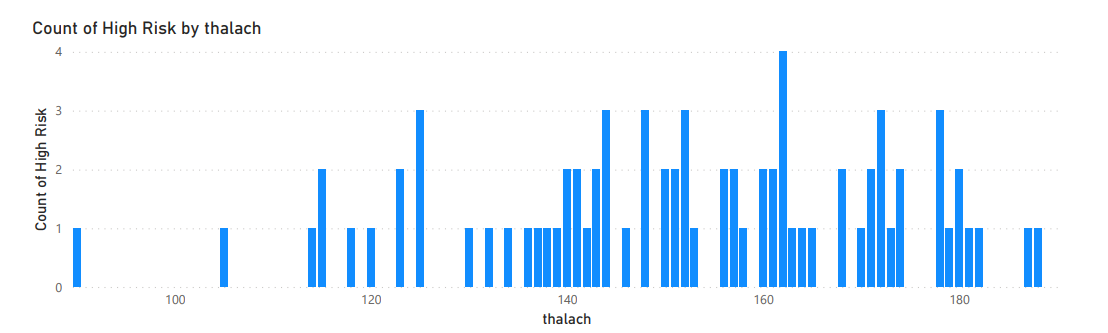 Count of High Risk by thalach
Count of High Risk
4
3
2
1
0
100 120 140 160 180
thalach